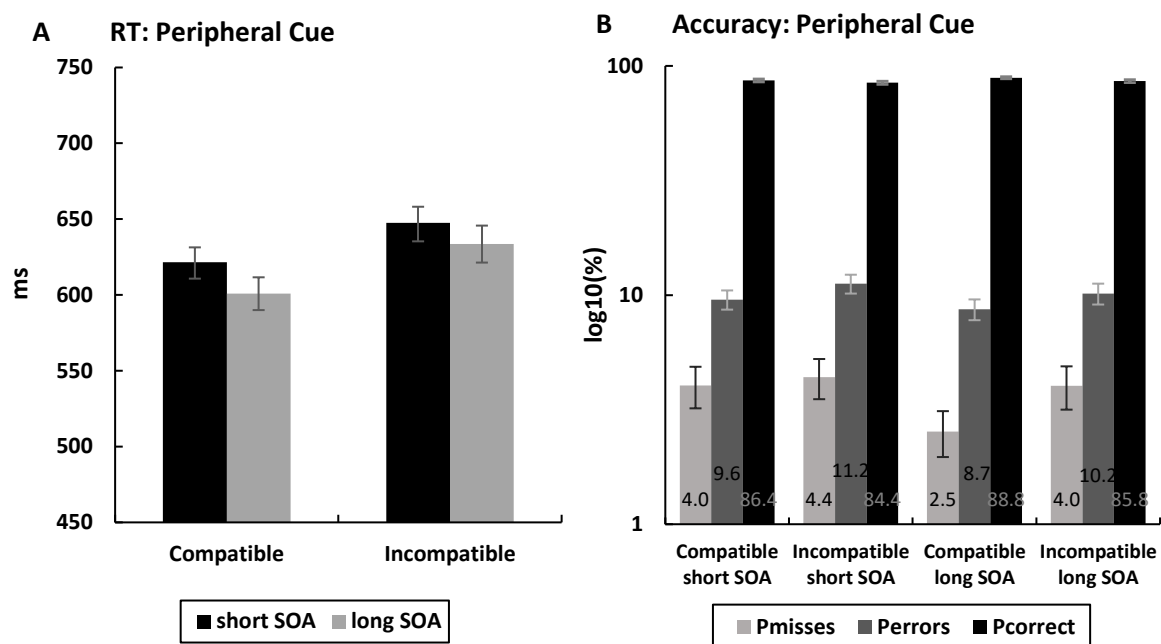 A RT: Peripheral Cue
750
700
650
600
550
500
450
ms
Compatible Incompatible
short SOA long SOA
B Accuracy: Peripheral Cue
100
10
1
log10(%)
4.0 9.6 86.4 4.4 11.2 84.4 2.5 8.7 88.8 4.0 10.2 85.8
Compatible Incompatible Compatible Incompatible
short SOA short SOA long SOA long SOA
Pmisses Perrors Pcorrect